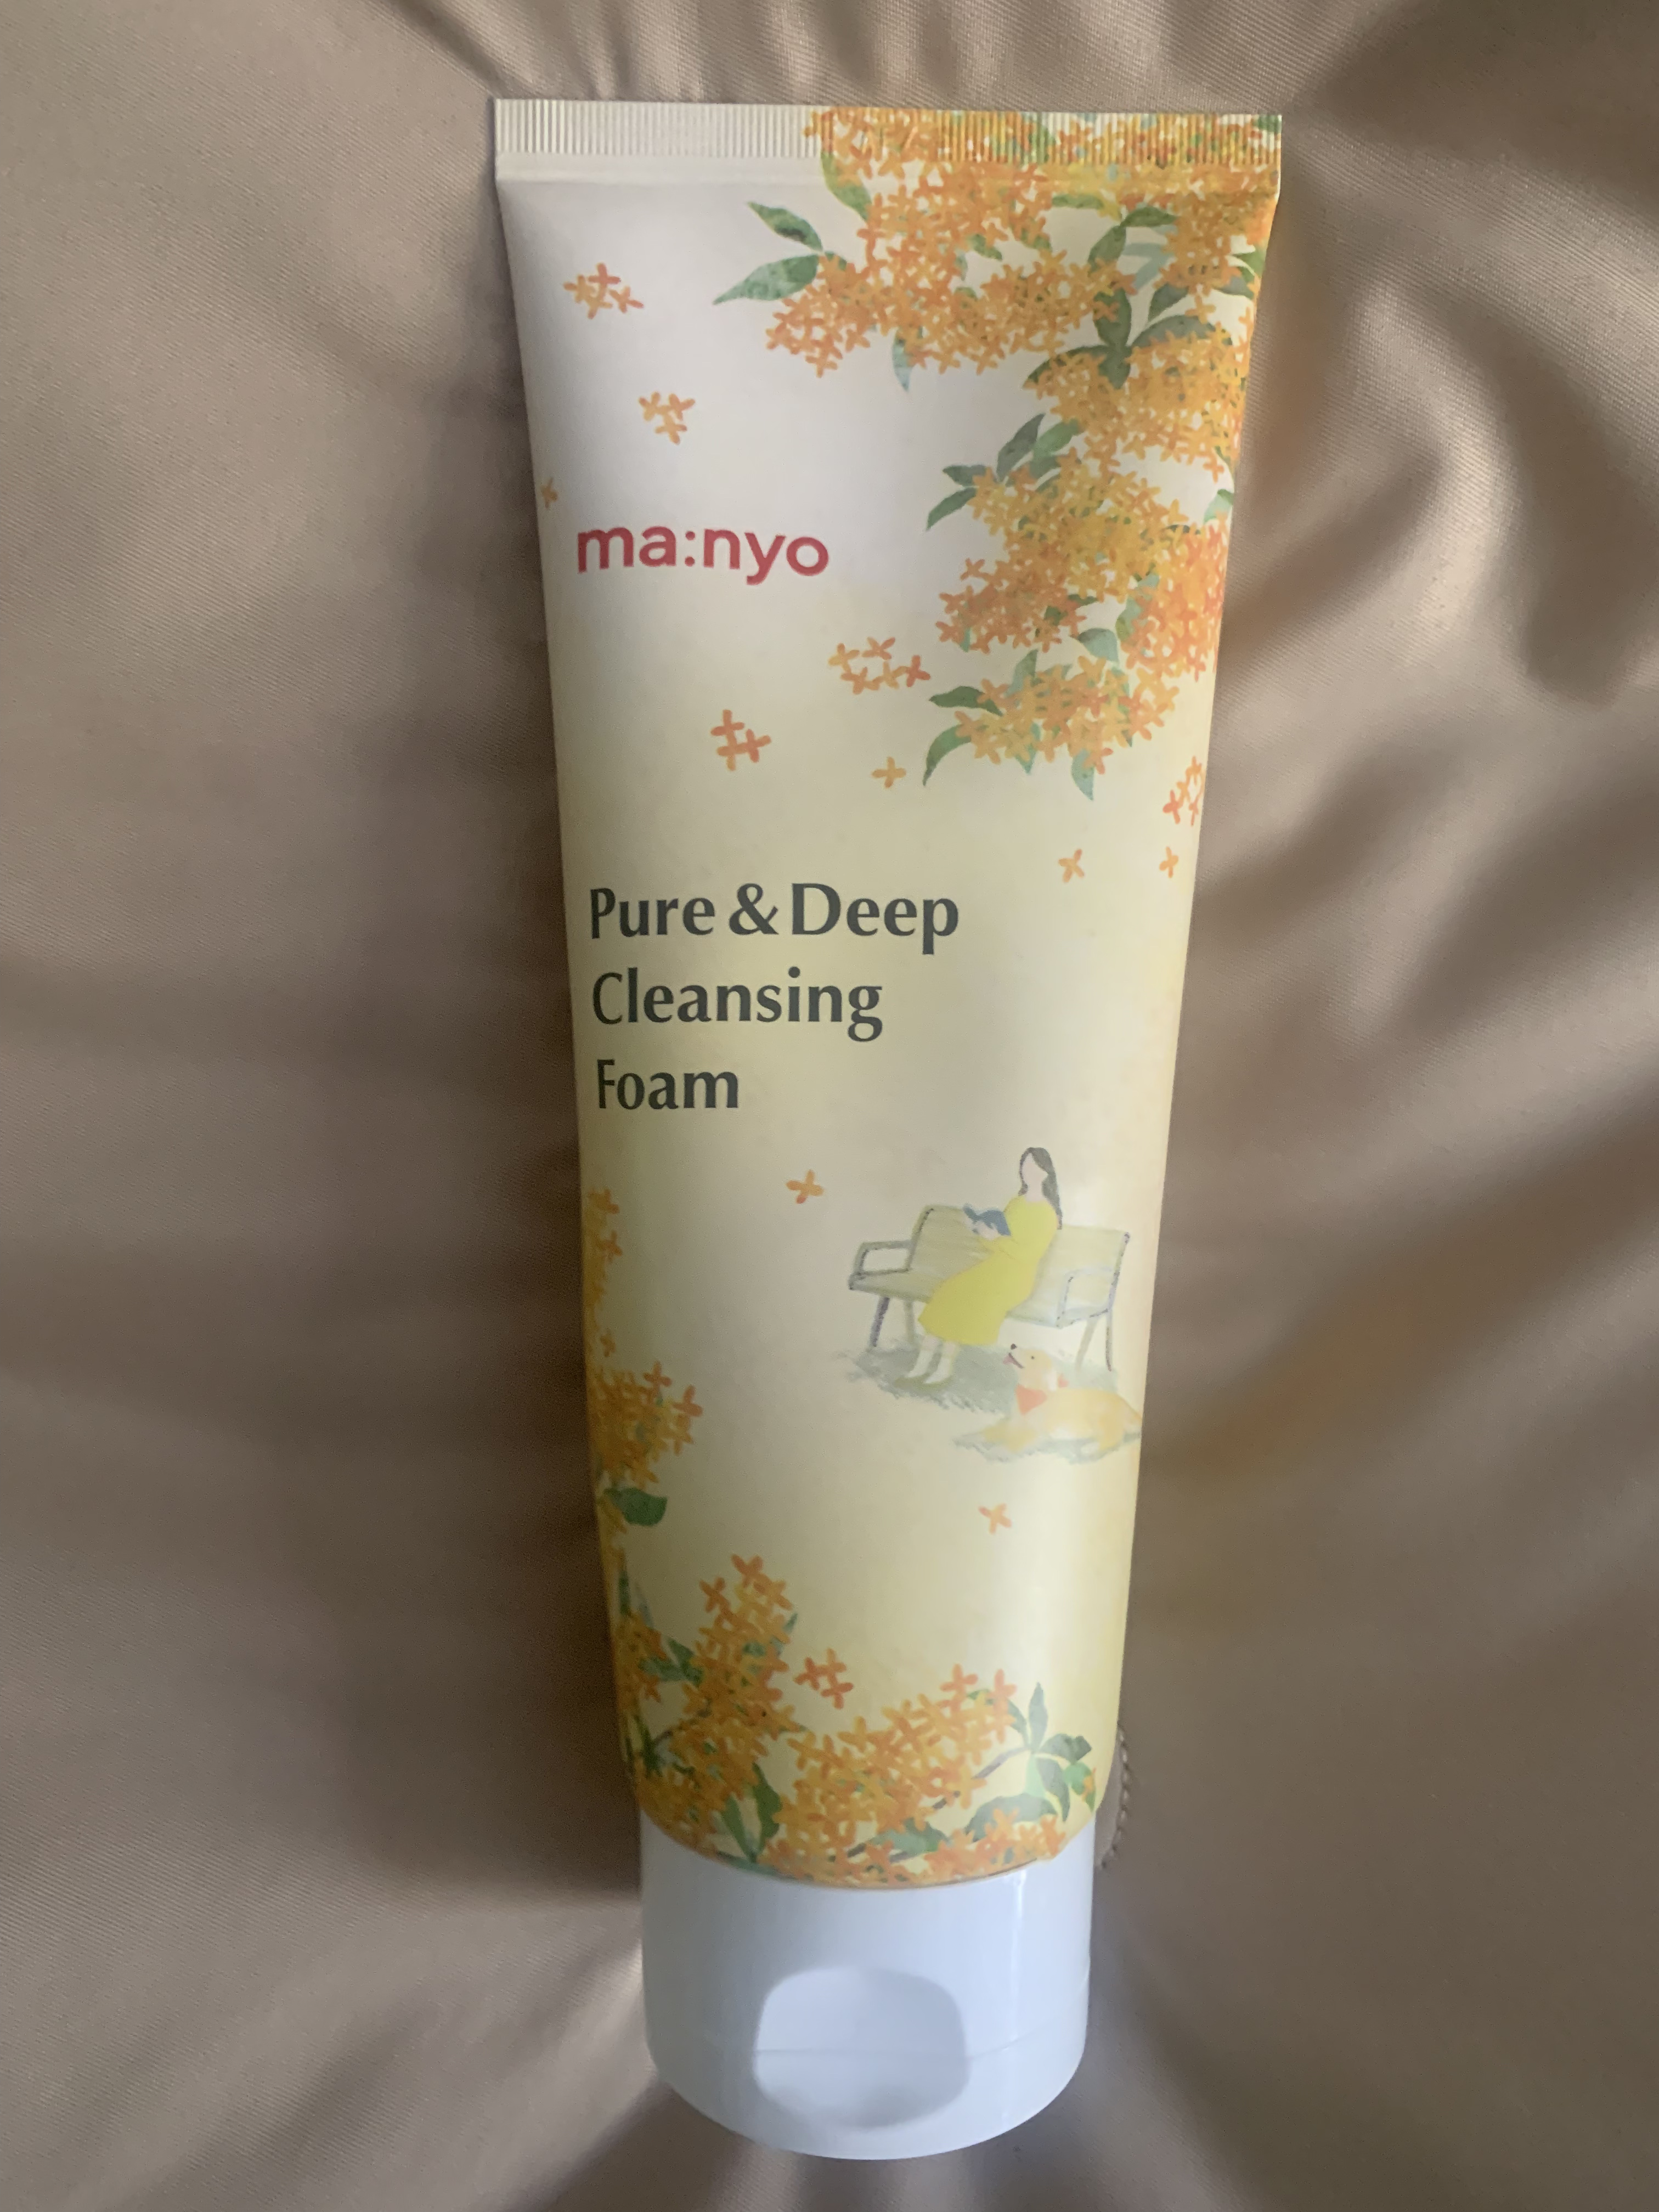 ma:nyo
Pure & Deep
Cleansing
Foam